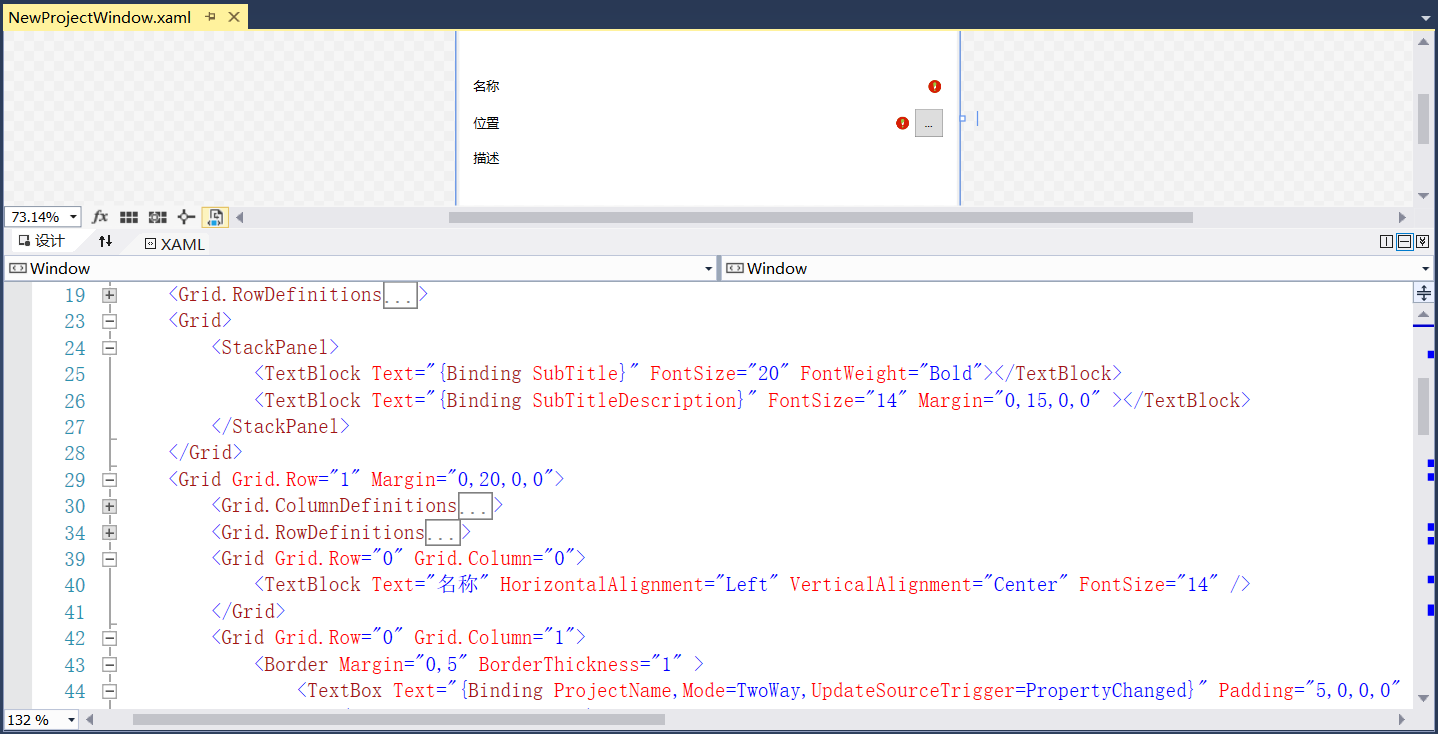 NewProjectWindow.xaml
名称
位置
...
描述
73.14%
fx
设计
XAML
Window
Window
19 <Grid.RowDefinitions...>
23 <Grid>
24 <StackPanel>
25 <TextBlock Text="{Binding SubTitle}" FontSize="20" FontWeight="Bold"></TextBlock>
26 <TextBlock Text="{Binding SubTitleDescription}" FontSize="14" Margin="0,15,0,0" ></TextBlock>
27 </StackPanel>
28 </Grid>
29 <Grid Grid.Row="1" Margin="0,20,0,0">
30 <Grid.ColumnDefinitions...>
34 <Grid.RowDefinitions...>
39 <Grid Grid.Row="0" Grid.Column="0">
40 <TextBlock Text="名称" HorizontalAlignment="Left" VerticalAlignment="Center" FontSize="14" />
41 </Grid>
42 <Grid Grid.Row="0" Grid.Column="1">
43 <Border Margin="0,5" BorderThickness="1" >
44 <TextBox Text="{Binding ProjectName,Mode=TwoWay,UpdateSourceTrigger=PropertyChanged}" Padding="5,0,0,0"
132 %